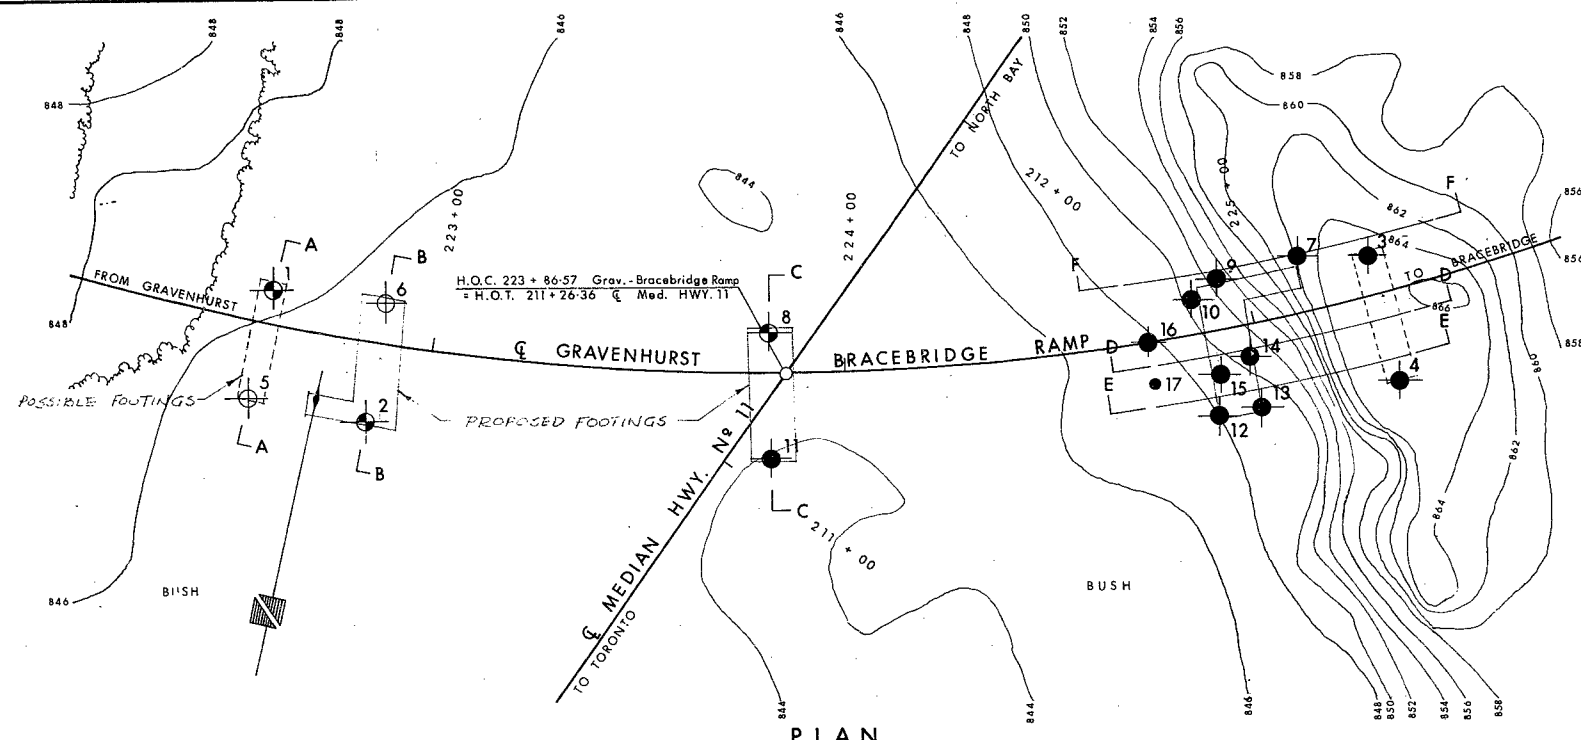 848 848 846 846 848 850 852 854 856
848
858
860
TO NORTH BAY
844
223 + 00
224 + 00
212 + 00
225 + 00
F
856
862
A
B
C
F
7
3
864
BRACEBRIDGE
856
FROM GRAVENHURST
1
6
H.O.C. 223 + 86·57 Grav.- Bracebridge Ramp
= H.O.T. 211 + 26·36 ℄ Med. HWY. 11
9
10
TO
D
866
E
848
8
16
858
℄ GRAVENHURST BRACEBRIDGE RAMP
D
14
860
E
17
15
4
POSSIBLE FOOTINGS
5
2
PROPOSED FOOTINGS
12
13
A
B
11
C
862
864
211 + 00
℄ MEDIAN HWY. Nº 11
TO TORONTO
846
BUSH
BUSH
844 844 846 848 850 852 854 856 858
PLAN